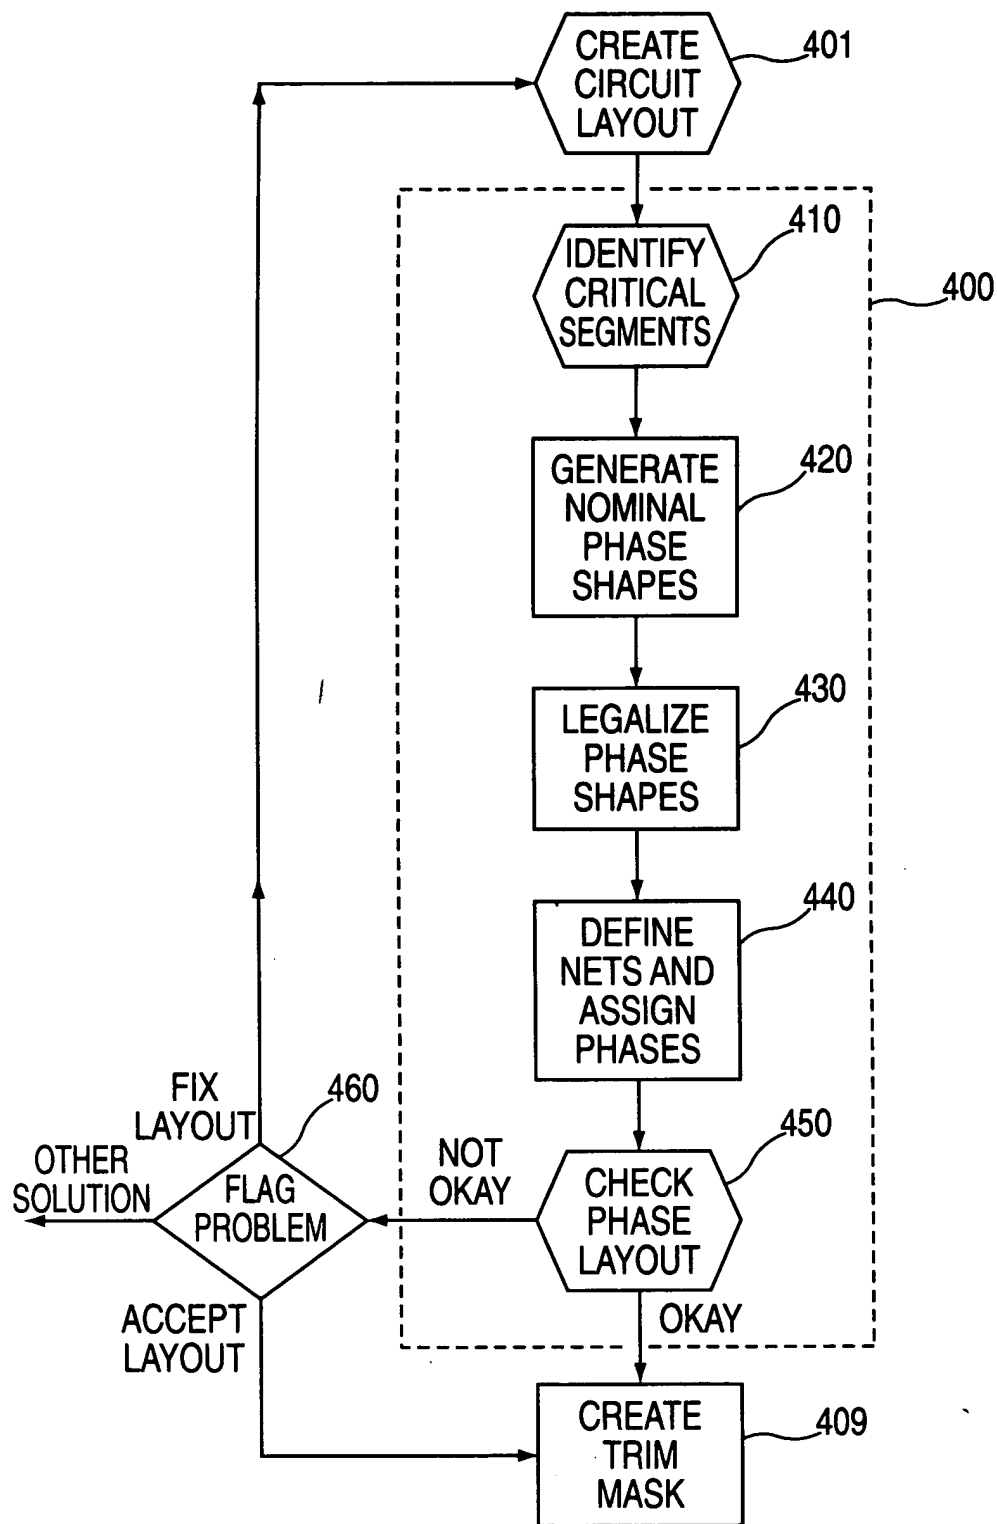 CREATE
CIRCUIT
LAYOUT
401
IDENTIFY
CRITICAL
SEGMENTS
410
400
GENERATE
NOMINAL
PHASE
SHAPES
420
LEGALIZE
PHASE
SHAPES
430
DEFINE
NETS AND
ASSIGN
PHASES
440
CHECK
PHASE
LAYOUT
450
NOT
OKAY
OKAY
FLAG
PROBLEM
460
FIX
LAYOUT
OTHER
SOLUTION
ACCEPT
LAYOUT
CREATE
TRIM
MASK
409